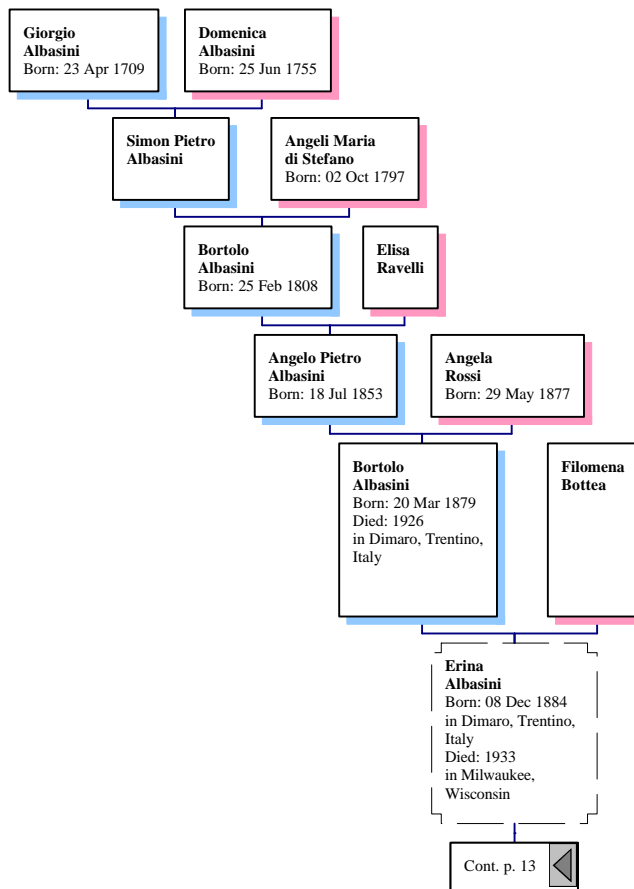 Giorgio
Albasini
Born: 23 Apr 1709
Domenica
Albasini
Born: 25 Jun 1755
Simon Pietro
Albasini
Angeli Maria
di Stefano
Born: 02 Oct 1797
Bortolo
Albasini
Born: 25 Feb 1808
Elisa
Ravelli
Angelo Pietro
Albasini
Born: 18 Jul 1853
Angela
Rossi
Born: 29 May 1877
Bortolo
Albasini
Born: 20 Mar 1879
Died: 1926
in Dimaro, Trentino,
Italy
Filomena
Bottea
Erina
Albasini
Born: 08 Dec 1884
in Dimaro, Trentino,
Italy
Died: 1933
in Milwaukee,
Wisconsin
Cont. p. 13